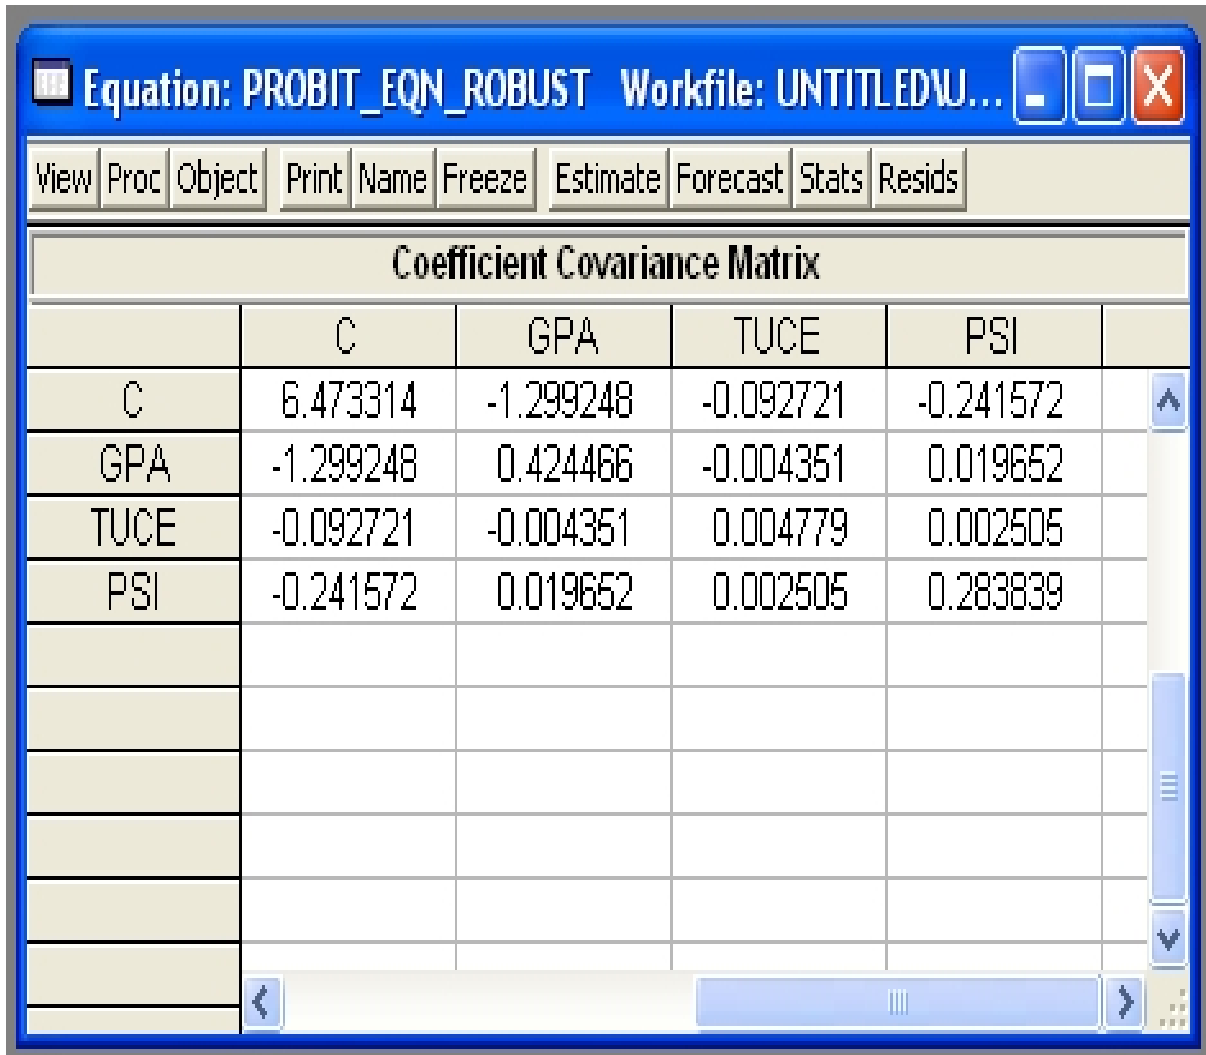 Equation: PROBIT_EQN_ROBUST Workfile: UNTITLED\U...
View Proc Object Print Name Freeze Estimate Forecast Stats Resids
Coefficient Covariance Matrix
C GPA TUCE PSI
C 6.473314 -1.299248 -0.092721 -0.241572
GPA -1.299248 0.424466 -0.004351 0.019652
TUCE -0.092721 -0.004351 0.004779 0.002505
PSI -0.241572 0.019652 0.002505 0.283839